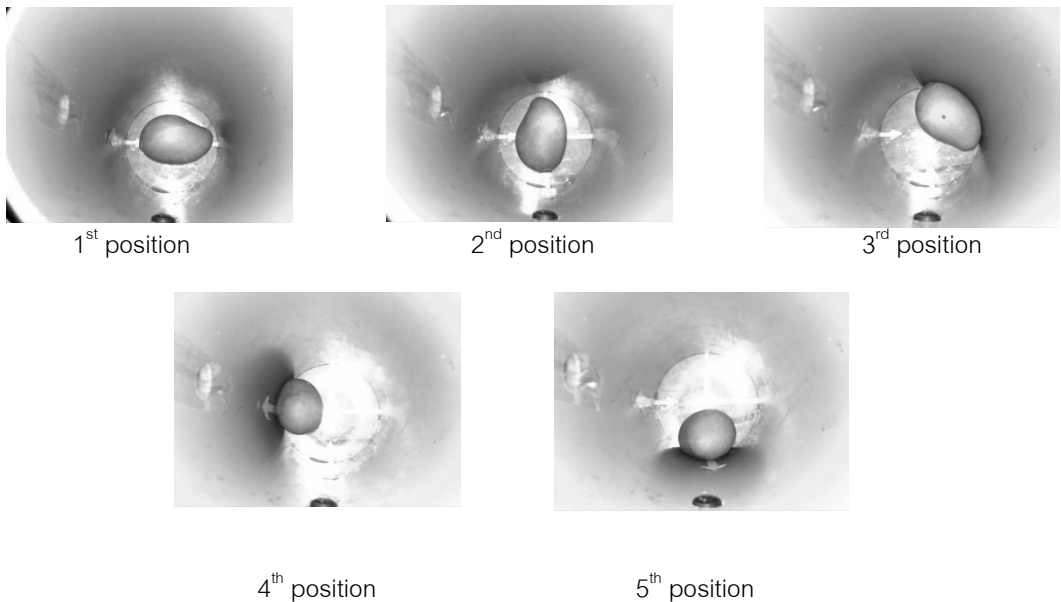 1st position
2nd position
3rd position
4th position
5th position